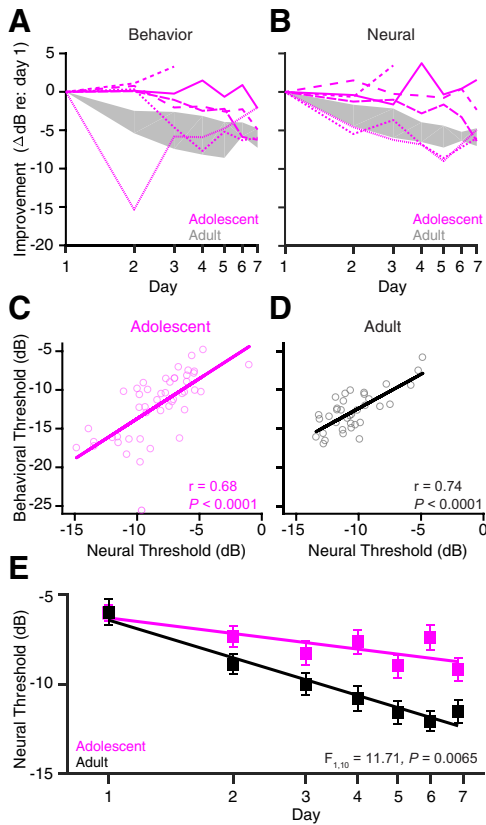 A
Behavior
B
Neural
Improvement (Δ dB re: day 1)
5
0
-5
-10
-15
-20
Adolescent
Adult
1 2 3 4 5 6 7
Day
Adolescent
Adult
1 2 3 4 5 6 7
Day
C
Adolescent
D
Adult
Behavioral Threshold (dB)
-5
-10
-15
-20
-25
r = 0.68
P < 0.0001
-15 -10 -5 0
Neural Threshold (dB)
r = 0.74
P < 0.0001
-15 -10 -5 0
Neural Threshold (dB)
E
Neural Threshold (dB)
-5
-10
-15
Adolescent
Adult
F1,10 = 11.71, P = 0.0065
1 2 3 4 5 6 7
Day